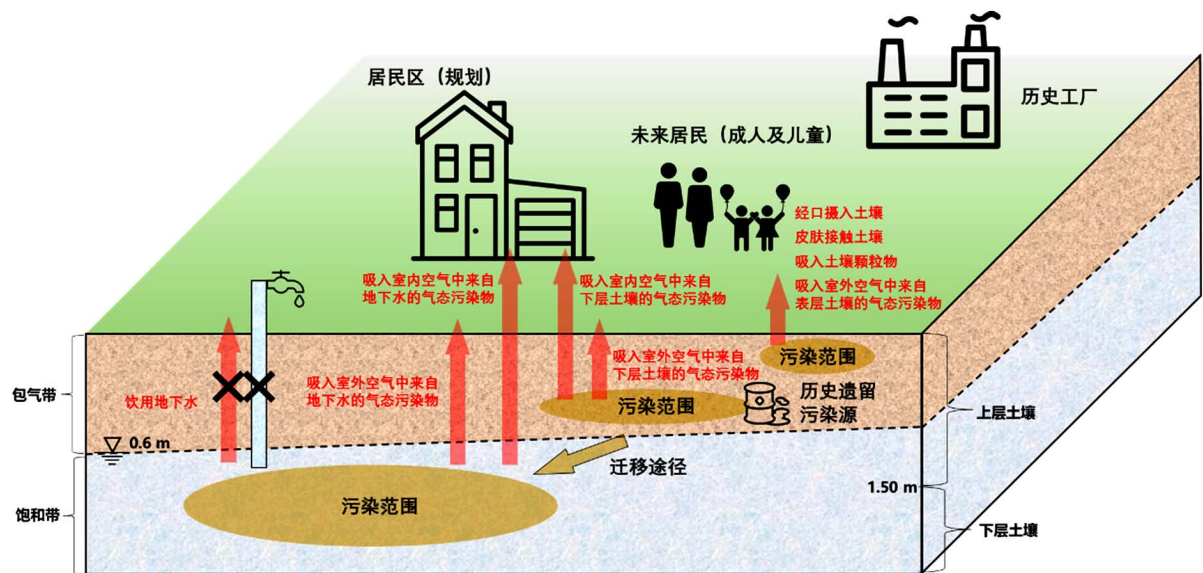 居民区（规划）
历史工厂
未来居民（成人及儿童）
经口摄入土壤
皮肤接触土壤
吸入土壤颗粒物
吸入室外空气中来自
表层土壤的气态污染物
吸入室内空气中来自
地下水的气态污染物
吸入室内空气中来自
下层土壤的气态污染物
污染范围
吸入室外空气中来自
下层土壤的气态污染物
包气带
饮用地下水
吸入室外空气中来自
地下水的气态污染物
污染范围
历史遗留
污染源
上层土壤
0.6 m
迁移途径
1.50 m
饱和带
污染范围
下层土壤